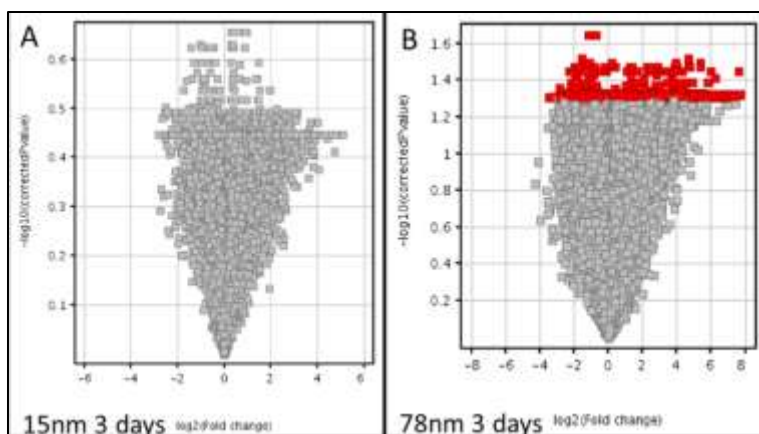 A
0.6
0.5
0.4
0.3
0.2
0.1
-log10(correctedPvalue)
-6 -4 -2 0 2 4 6
15nm 3 days log2(Fold change)
B
1.6
1.4
1.2
1
0.8
0.6
0.4
0.2
-log10(correctedPvalue)
-8 -6 -4 -2 0 2 4 6 8
78nm 3 days log2(Fold change)